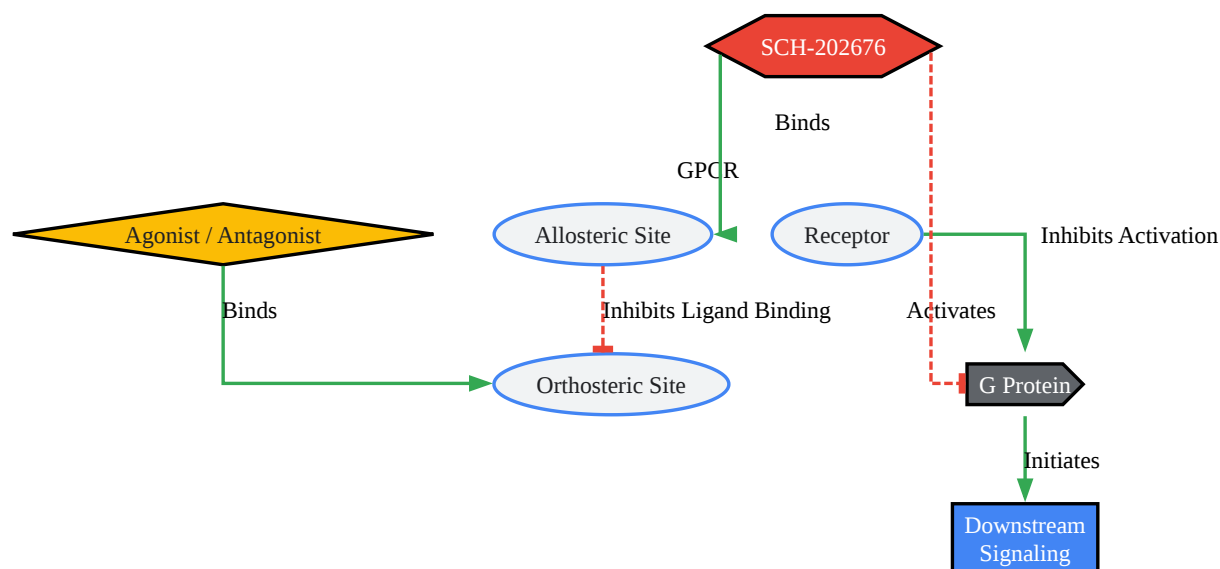 SCH-202676
Binds
GPCR
Agonist / Antagonist
Allosteric Site
Receptor
Inhibits Activation
Binds
Inhibits Ligand Binding
Activates
Orthosteric Site
G Protein
Initiates
Downstream
Signaling